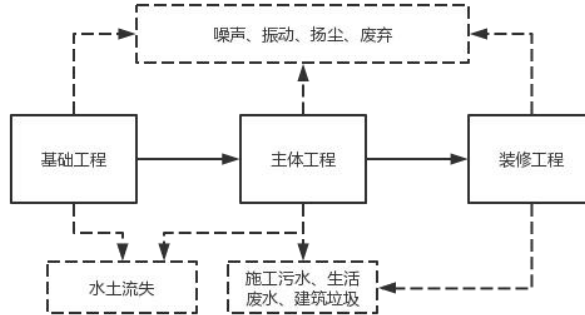 噪声、振动、扬尘、废弃
基础工程
主体工程
装修工程
水土流失
施工污水、生活
废水、建筑垃圾